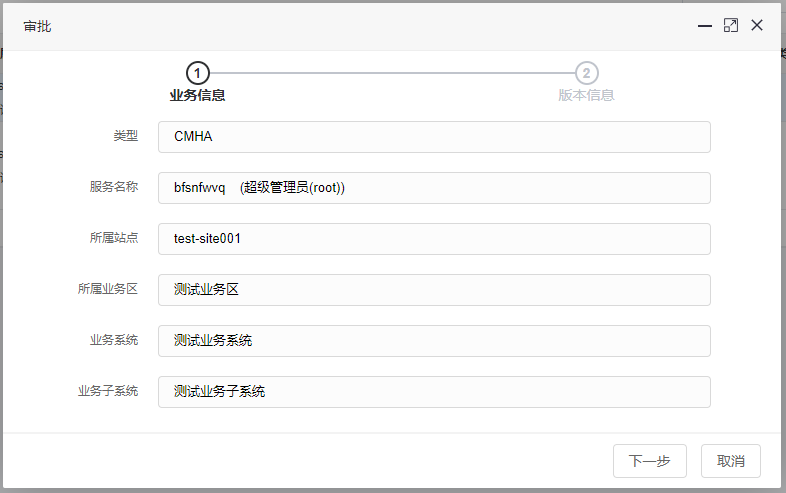 审批
1
2
业务信息
版本信息
类型
CMHA
服务名称
bfsnfwvq (超级管理员(root))
所属站点
test-site001
所属业务区
测试业务区
业务系统
测试业务系统
业务子系统
测试业务子系统
下一步
取消